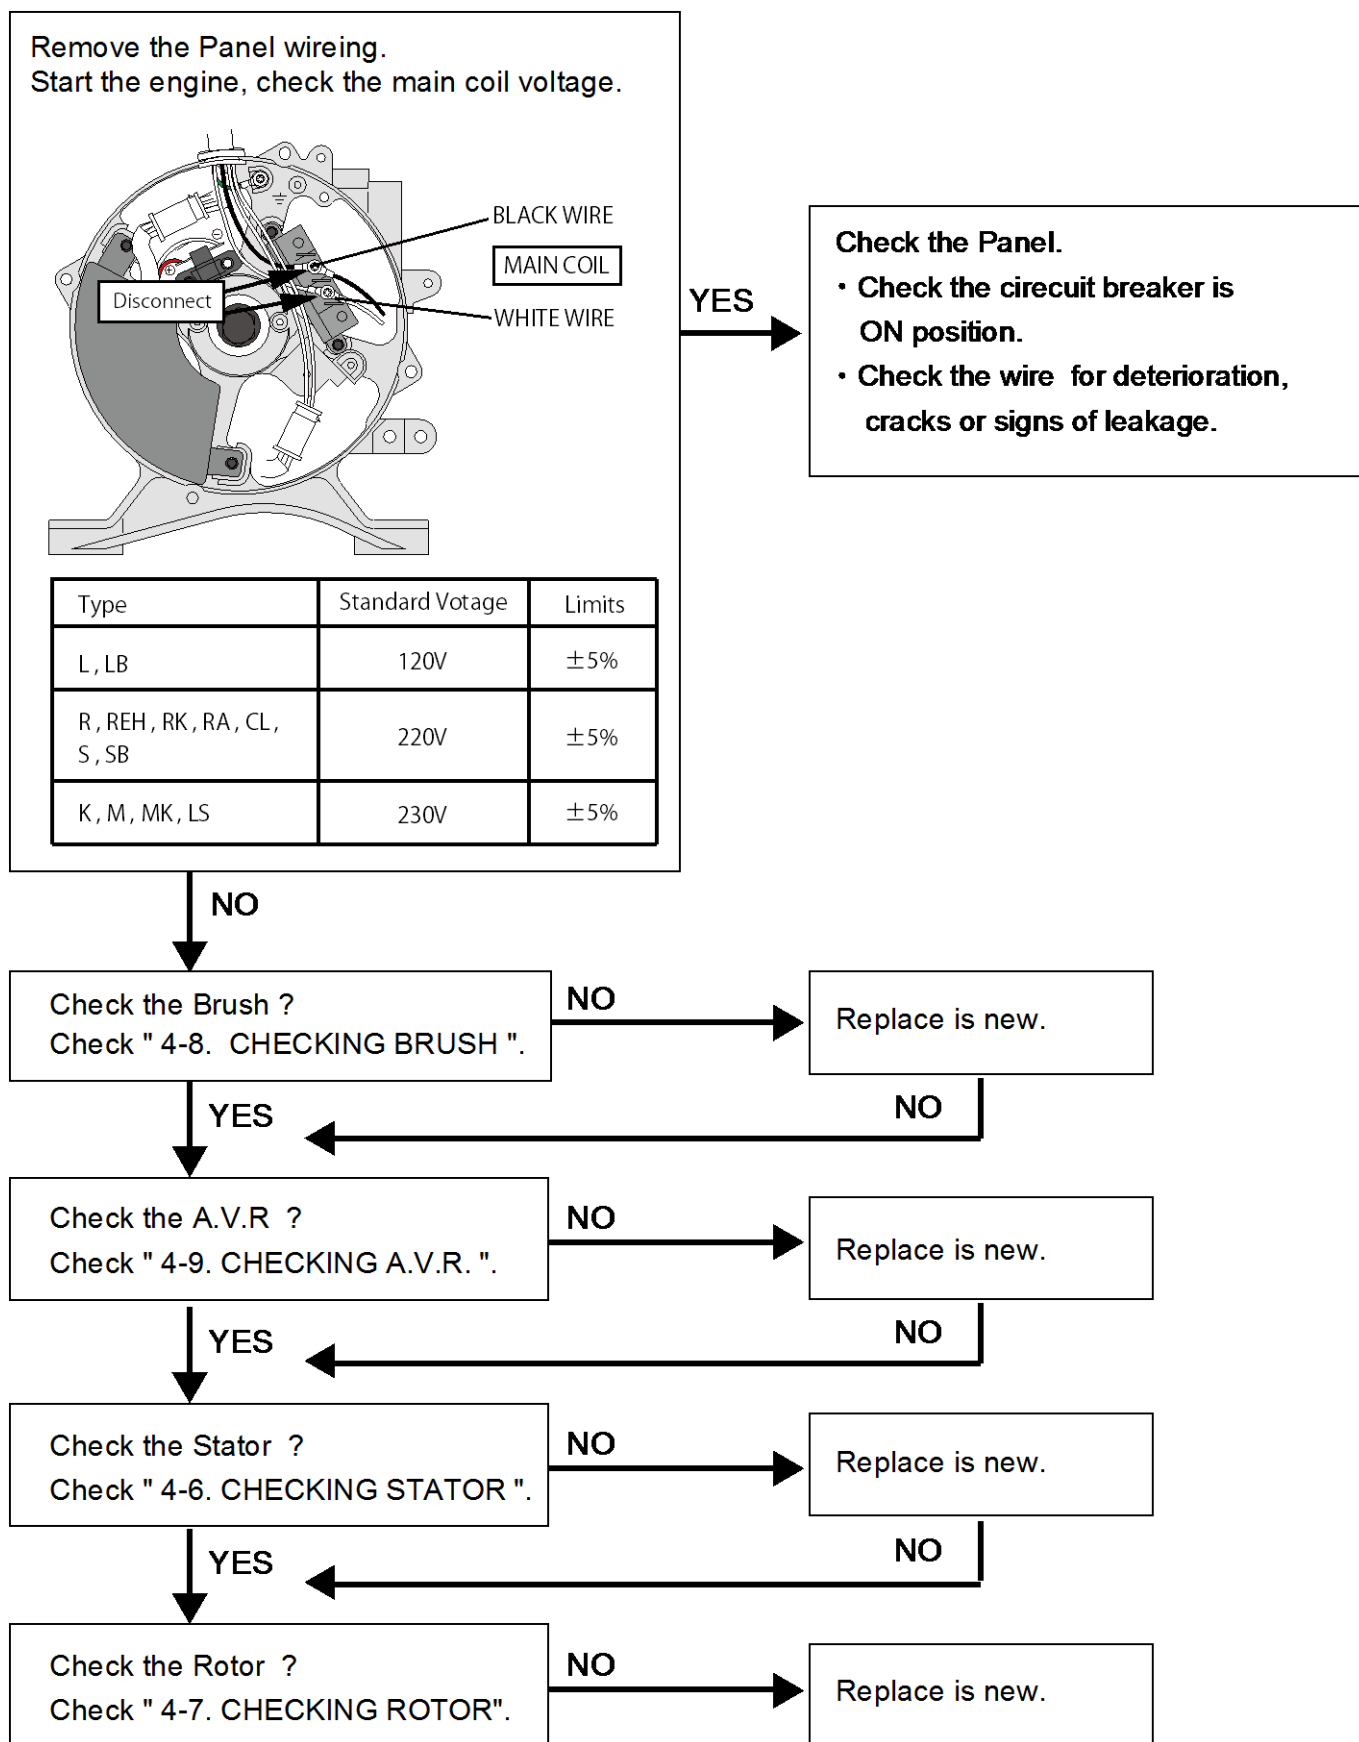 Remove the Panel wireing.
Start the engine, check the main coil voltage.
BLACK WIRE
MAIN COIL
Disconnect
WHITE WIRE
Type Standard Votage Limits
L , LB 120V ±5%
R , REH , RK , RA , CL ,
S , SB 220V ±5%
K , M , MK , LS 230V ±5%
YES
Check the Panel.
・Check the cirecuit breaker is
ON position.
・Check the wire for deterioration,
cracks or signs of leakage.
NO
Check the Brush ?
Check " 4-8. CHECKING BRUSH ".
NO
Replace is new.
YES
NO
Check the A.V.R ?
Check " 4-9. CHECKING A.V.R. ".
NO
Replace is new.
YES
NO
Check the Stator ?
Check " 4-6. CHECKING STATOR ".
NO
Replace is new.
YES
NO
Check the Rotor ?
Check " 4-7. CHECKING ROTOR".
NO
Replace is new.